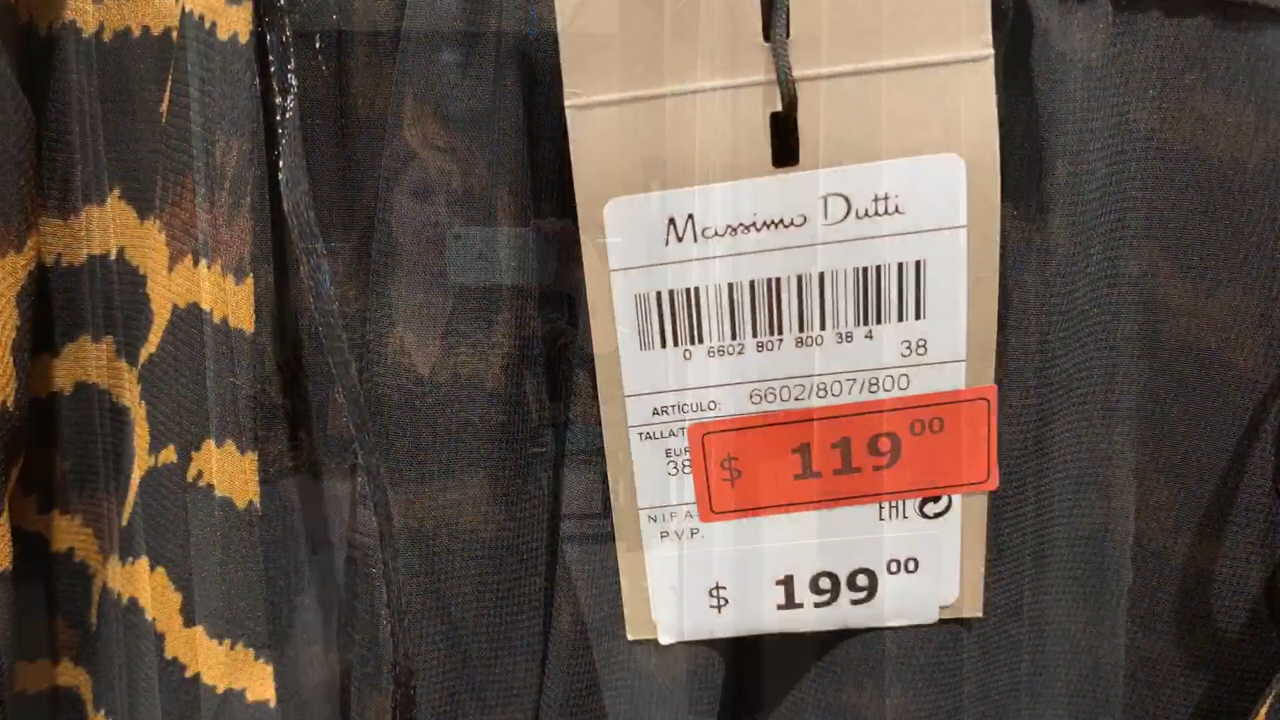 Massimo Dutti
0 6602 807 800 38 4
38
ARTÍCULO: 6602/807/800
TALLA/T
EUR
38
$ 119 00
N.I.F A-
EAC
P.V.P.
$ 199 00